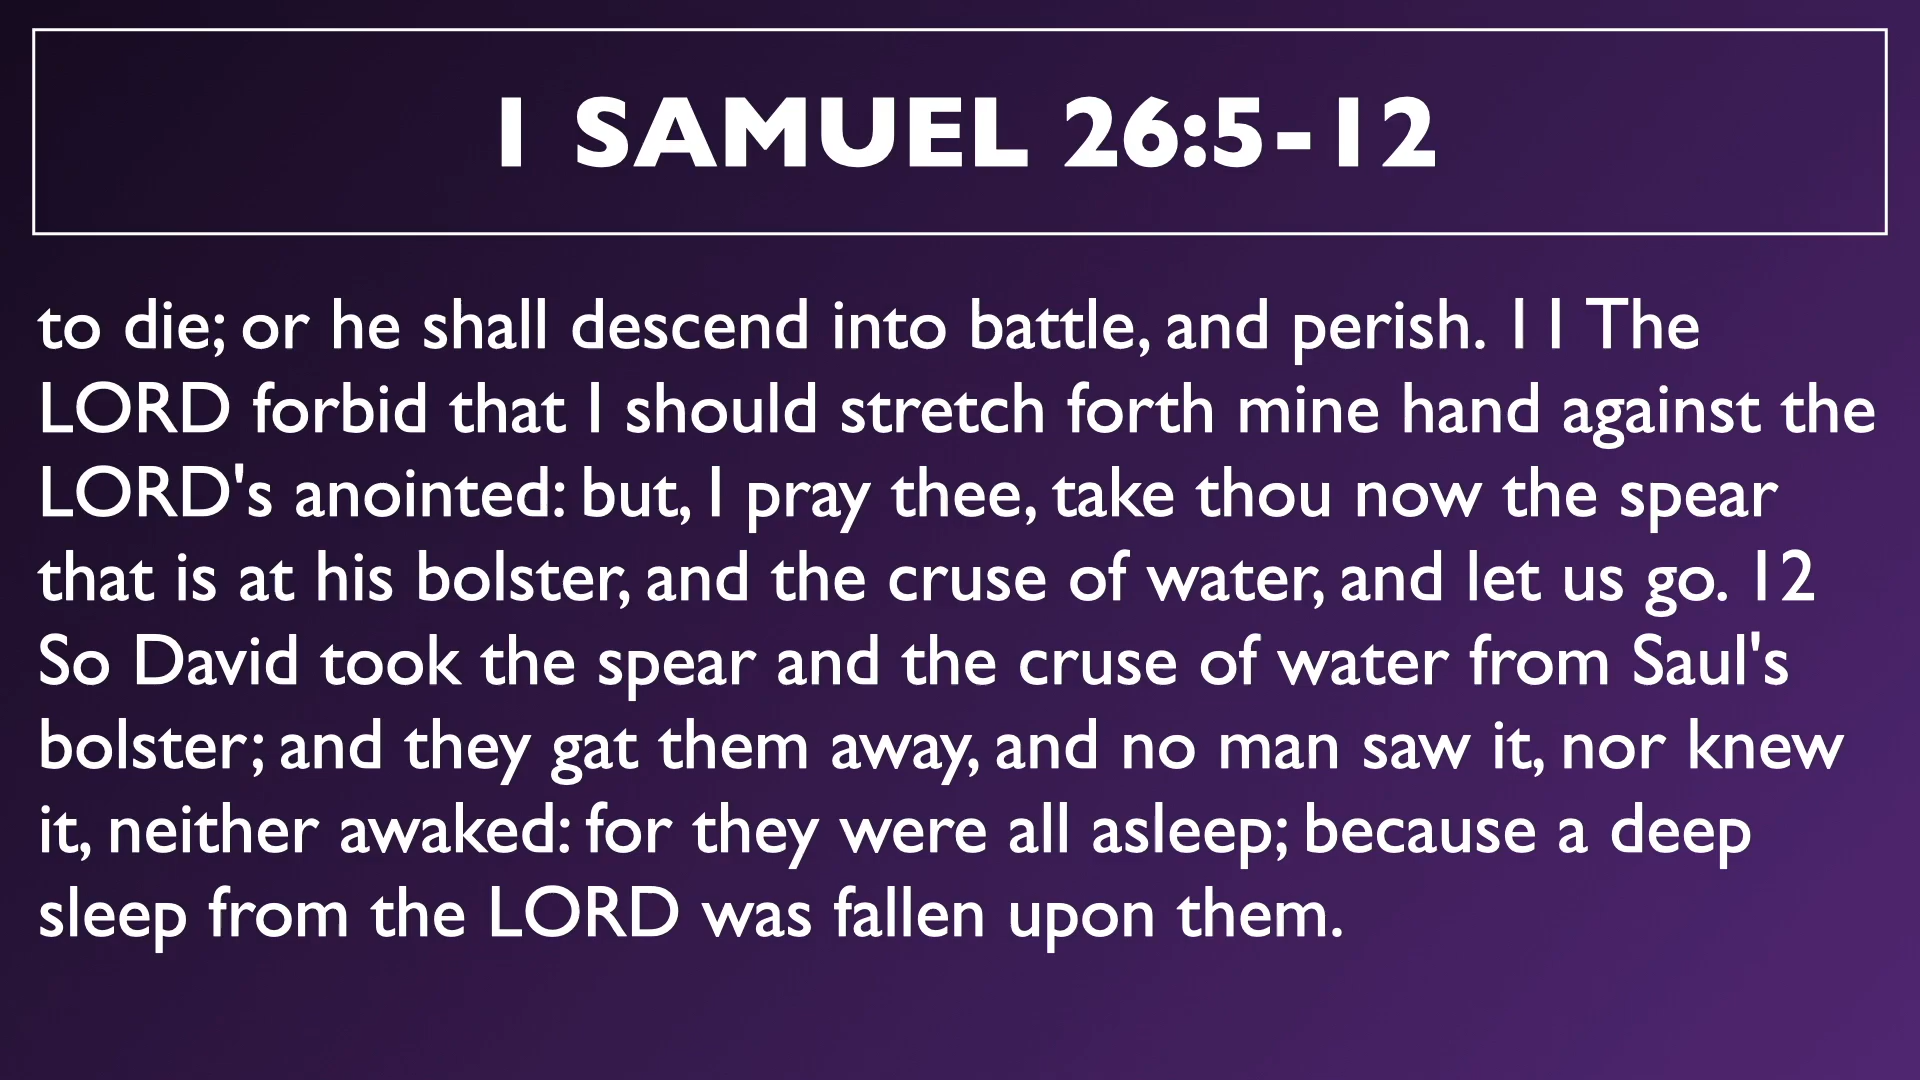 1 SAMUEL 26:5-12
to die; or he shall descend into battle, and perish. 11 The
LORD forbid that I should stretch forth mine hand against the
LORD's anointed: but, I pray thee, take thou now the spear
that is at his bolster, and the cruse of water, and let us go. 12
So David took the spear and the cruse of water from Saul's
bolster; and they gat them away, and no man saw it, nor knew
it, neither awaked: for they were all asleep; because a deep
sleep from the LORD was fallen upon them.